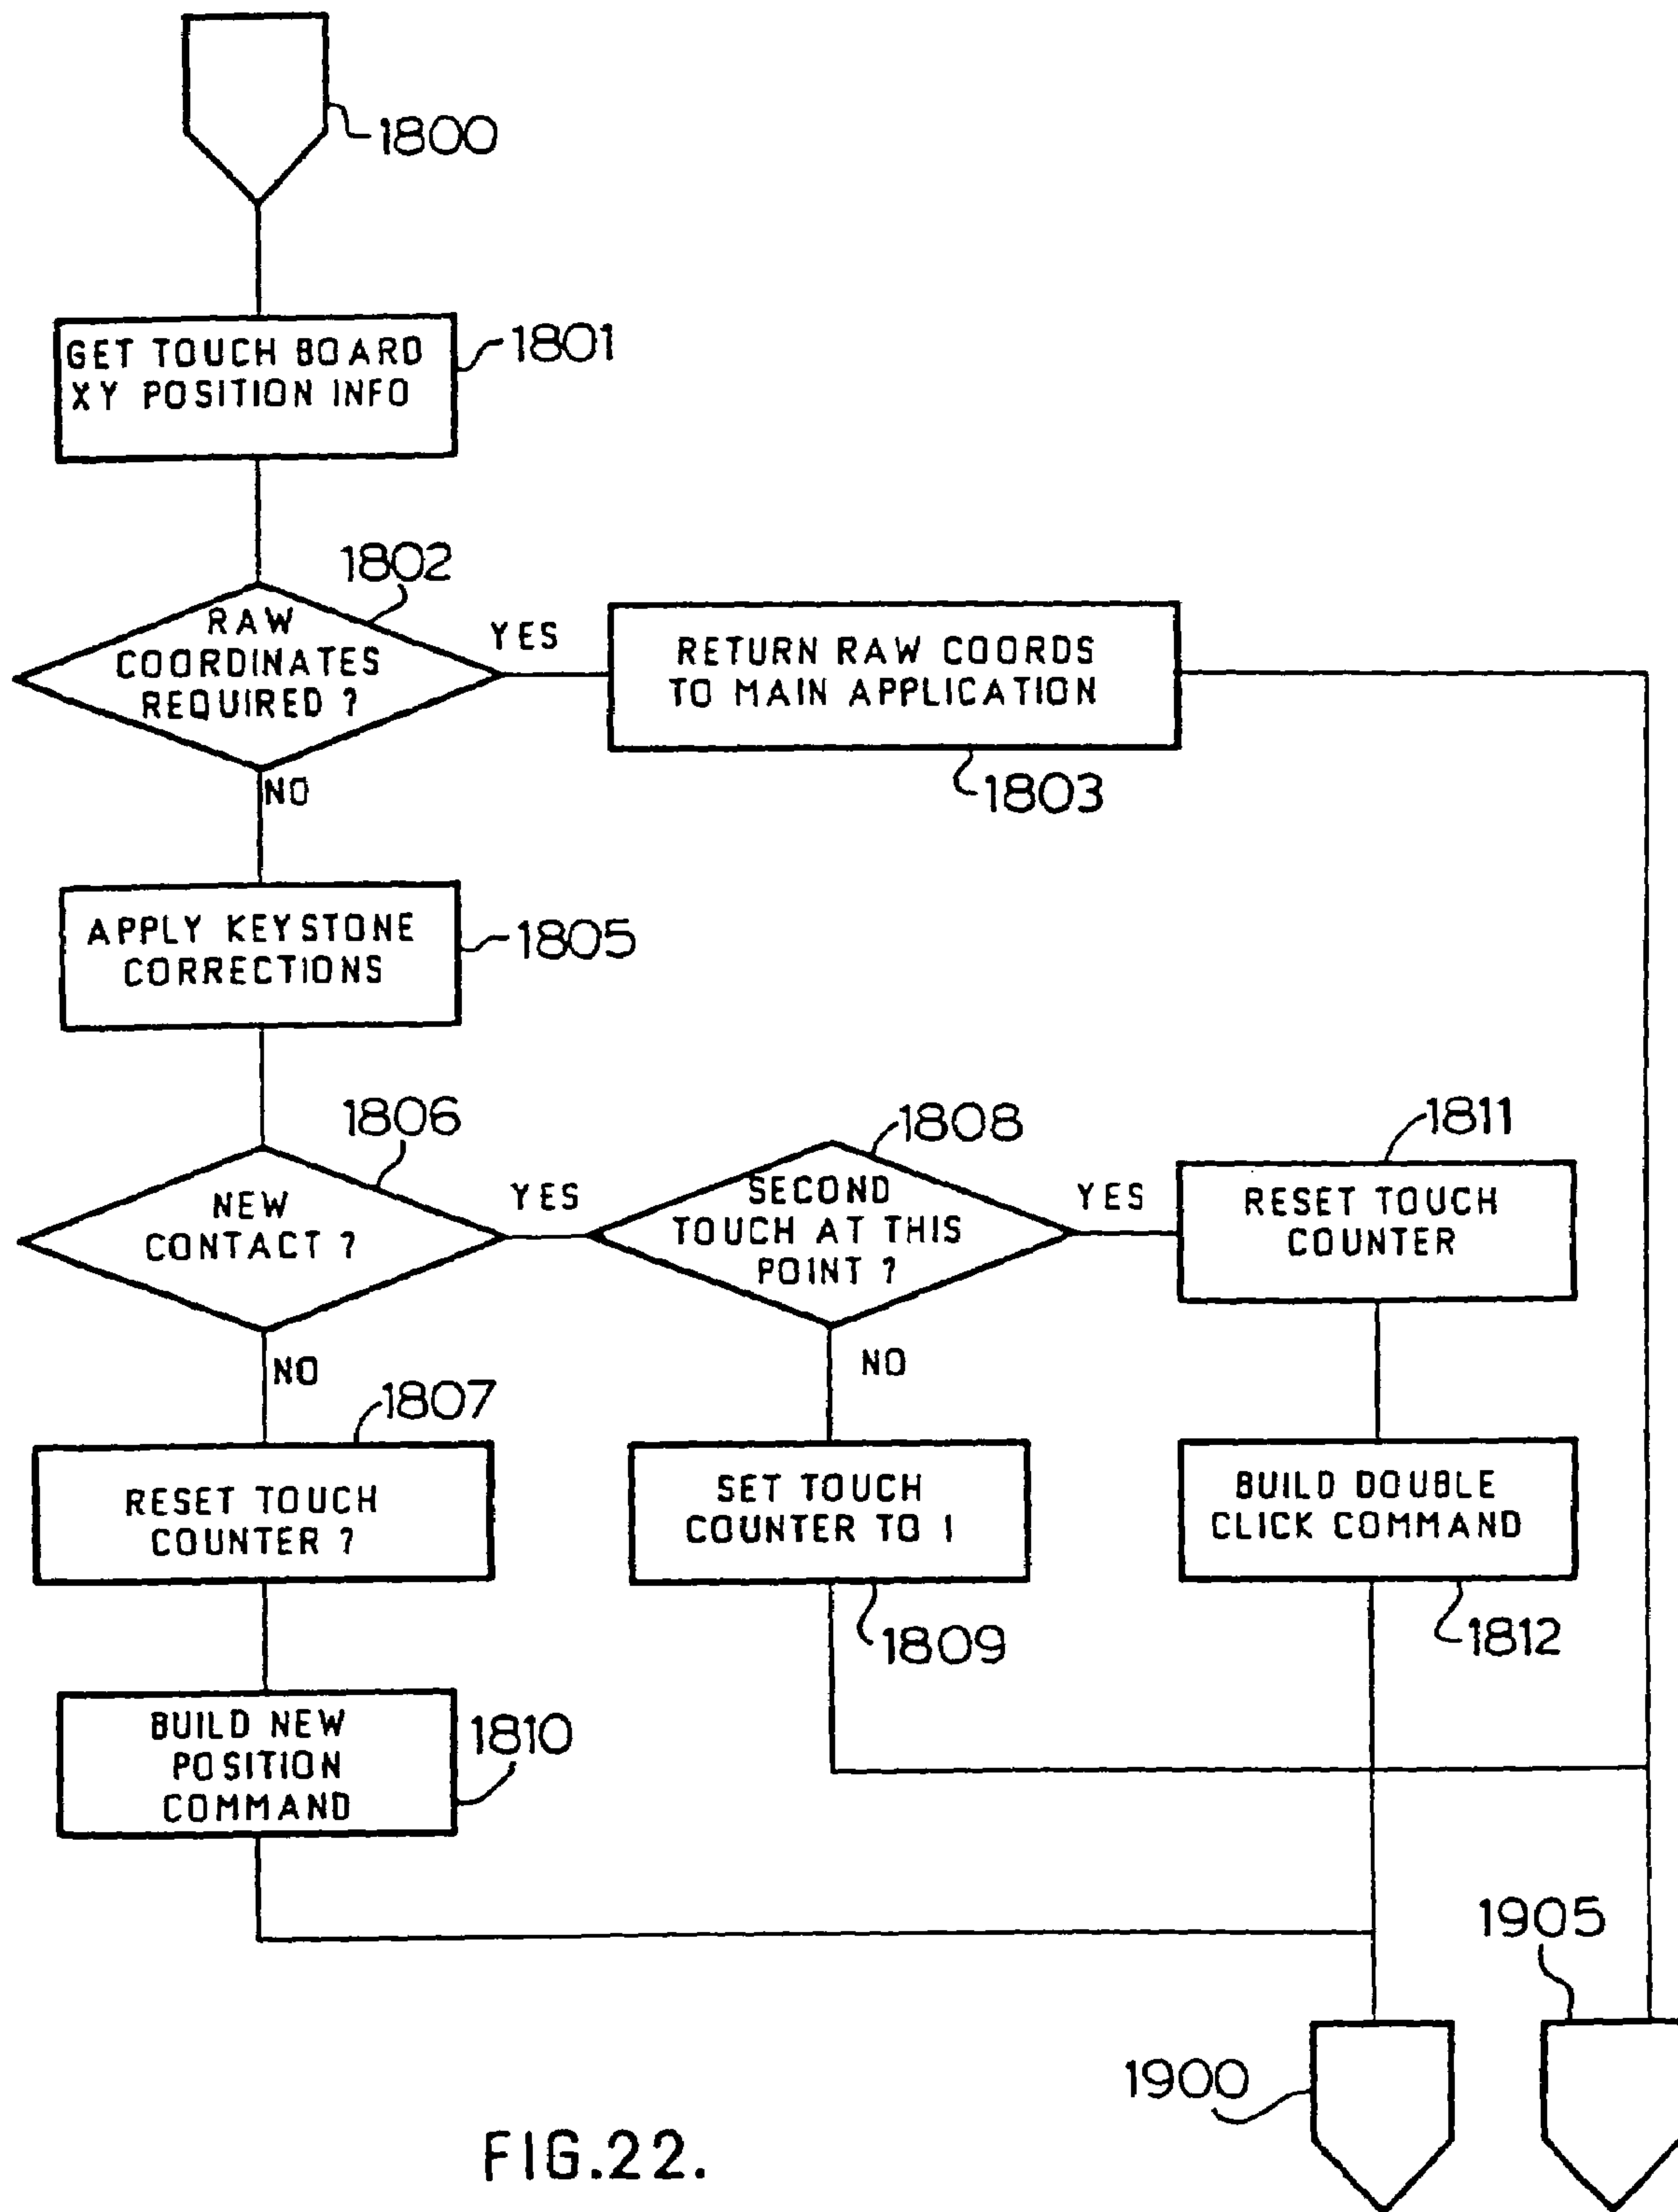 1800
GET TOUCH BOARD
XY POSITION INFO
1801
1802
RAW
COORDINATES
REQUIRED ?
YES
NO
RETURN RAW COORDS
TO MAIN APPLICATION
1803
APPLY KEYSTONE
CORRECTIONS
1805
1806
NEW
CONTACT ?
YES
NO
1808
SECOND
TOUCH AT THIS
POINT ?
YES
NO
1811
RESET TOUCH
COUNTER
1807
RESET TOUCH
COUNTER ?
SET TOUCH
COUNTER TO 1
1809
BUILD DOUBLE
CLICK COMMAND
1812
BUILD NEW
POSITION
COMMAND
1810
1905
1900
FIG.22.